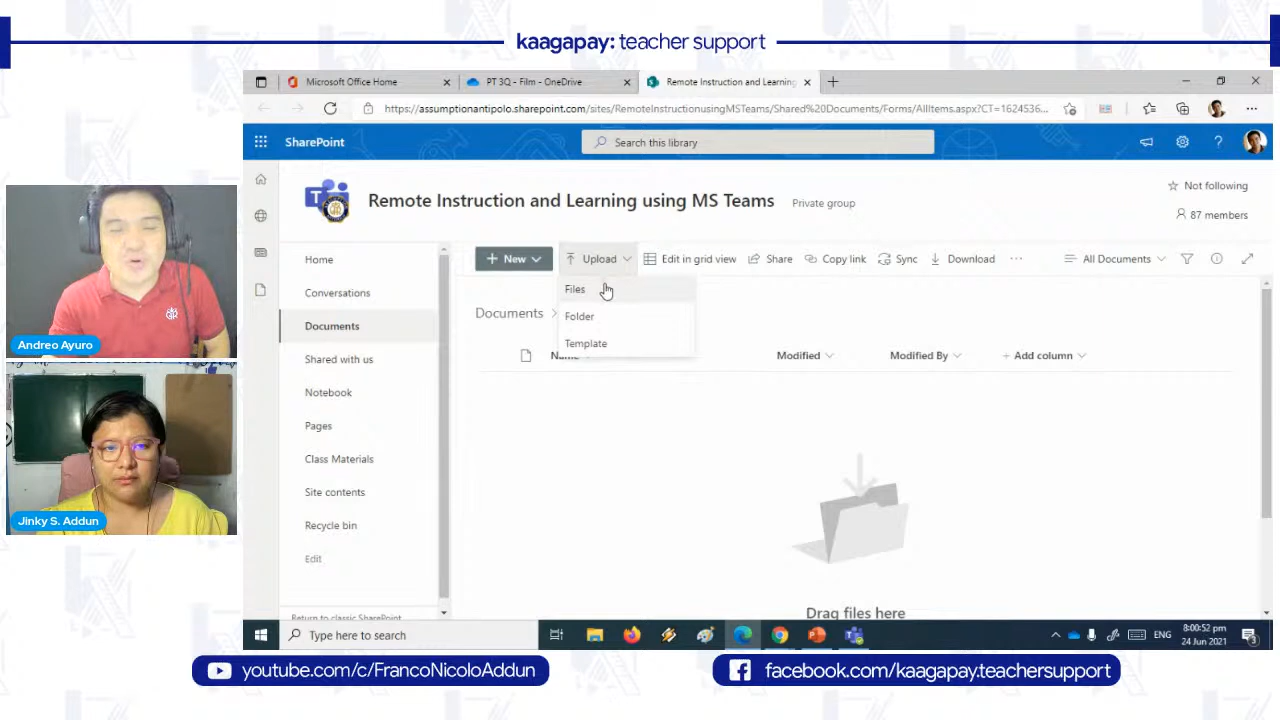 kaagapay: teacher support
Microsoft Office Home
PT 3Q - Film - OneDrive
Remote Instruction and Learning
https://assumptionantipolo.sharepoint.com/sites/RemoteInstructionusingMSTeams/Shared%20Documents/Forms/AllItems.aspx?CT=1624536...
SharePoint
Search this library
Remote Instruction and Learning using MS Teams
Private group
Not following
87 members
Home
Conversations
Documents
Shared with us
Notebook
Pages
Class Materials
Site contents
Recycle bin
Edit
Return to classic SharePoint
New
Upload
Edit in grid view
Share
Copy link
Sync
Download
All Documents
Files
Folder
Template
Documents
Modified
Modified By
+ Add column
Drag files here
Andreo Ayuro
Jinky S. Addun
Type here to search
ENG
8:00:52 pm
24 Jun 2021
youtube.com/c/FrancoNicoloAddun
facebook.com/kaagapay.teachersupport